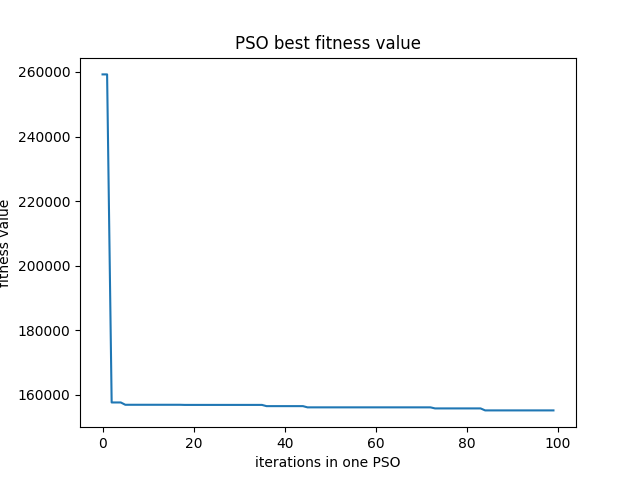 PSO best fitness value
260000
240000
220000
200000
180000
160000
fitness value
0 20 40 60 80 100
iterations in one PSO